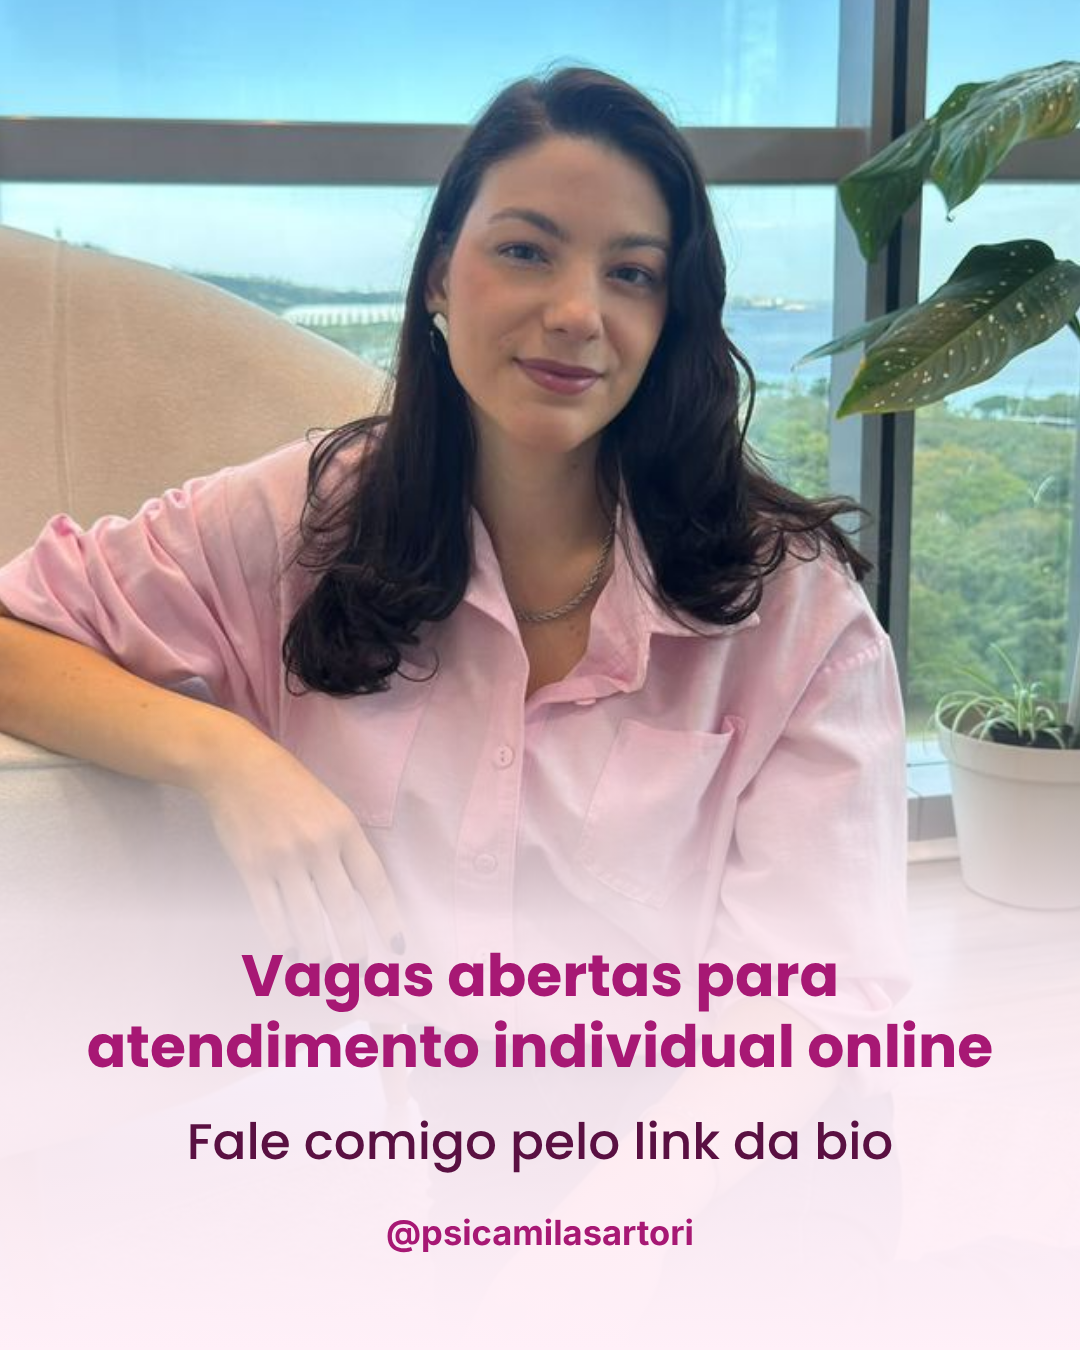 Vagas abertas para
atendimento individual online
Fale comigo pelo link da bio
@psicamilasartori